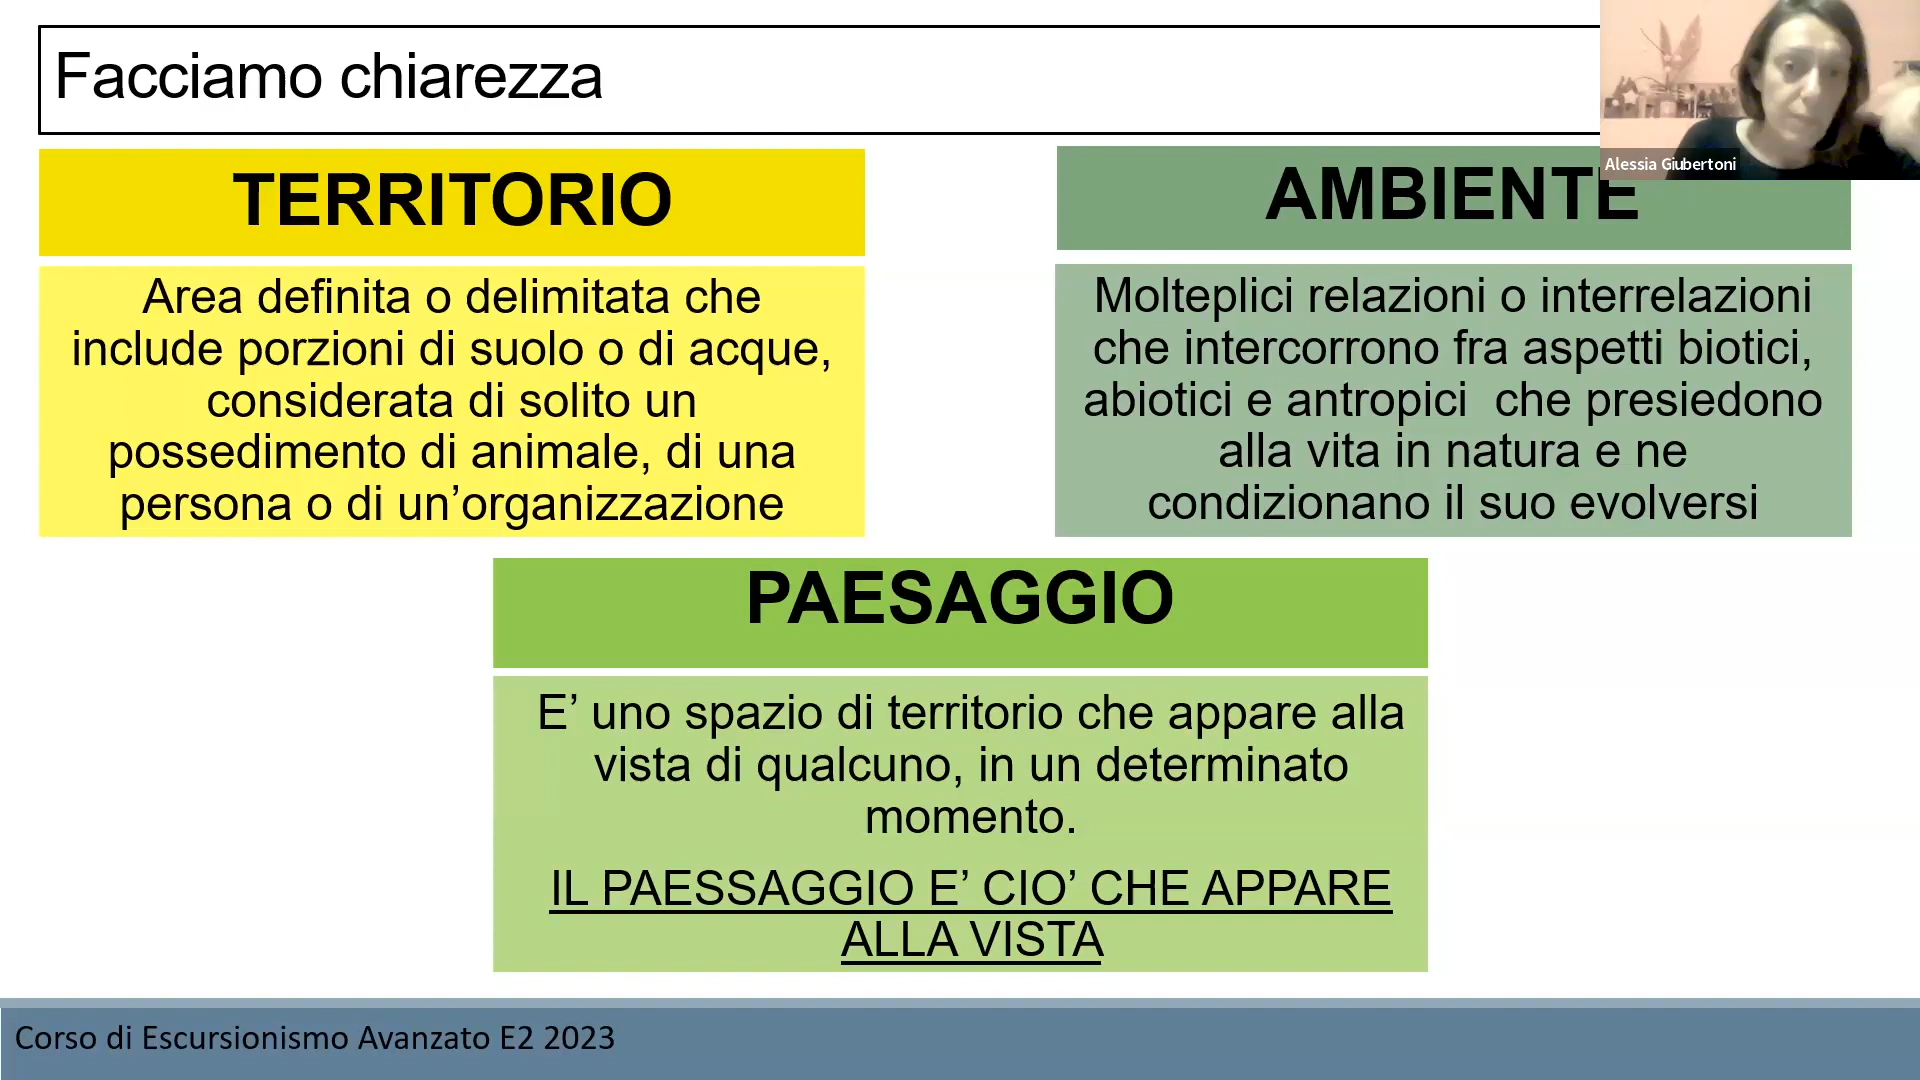 Facciamo chiarezza
Alessia Giubertoni
TERRITORIO
Area definita o delimitata che
include porzioni di suolo o di acque,
considerata di solito un
possedimento di animale, di una
persona o di un’organizzazione
AMBIENTE
Molteplici relazioni o interrelazioni
che intercorrono fra aspetti biotici,
abiotici e antropici  che presiedono
alla vita in natura e ne
condizionano il suo evolversi
PAESAGGIO
E’ uno spazio di territorio che appare alla
vista di qualcuno, in un determinato
momento.
IL PAESSAGGIO E’ CIO’ CHE APPARE
ALLA VISTA
Corso di Escursionismo Avanzato E2 2023